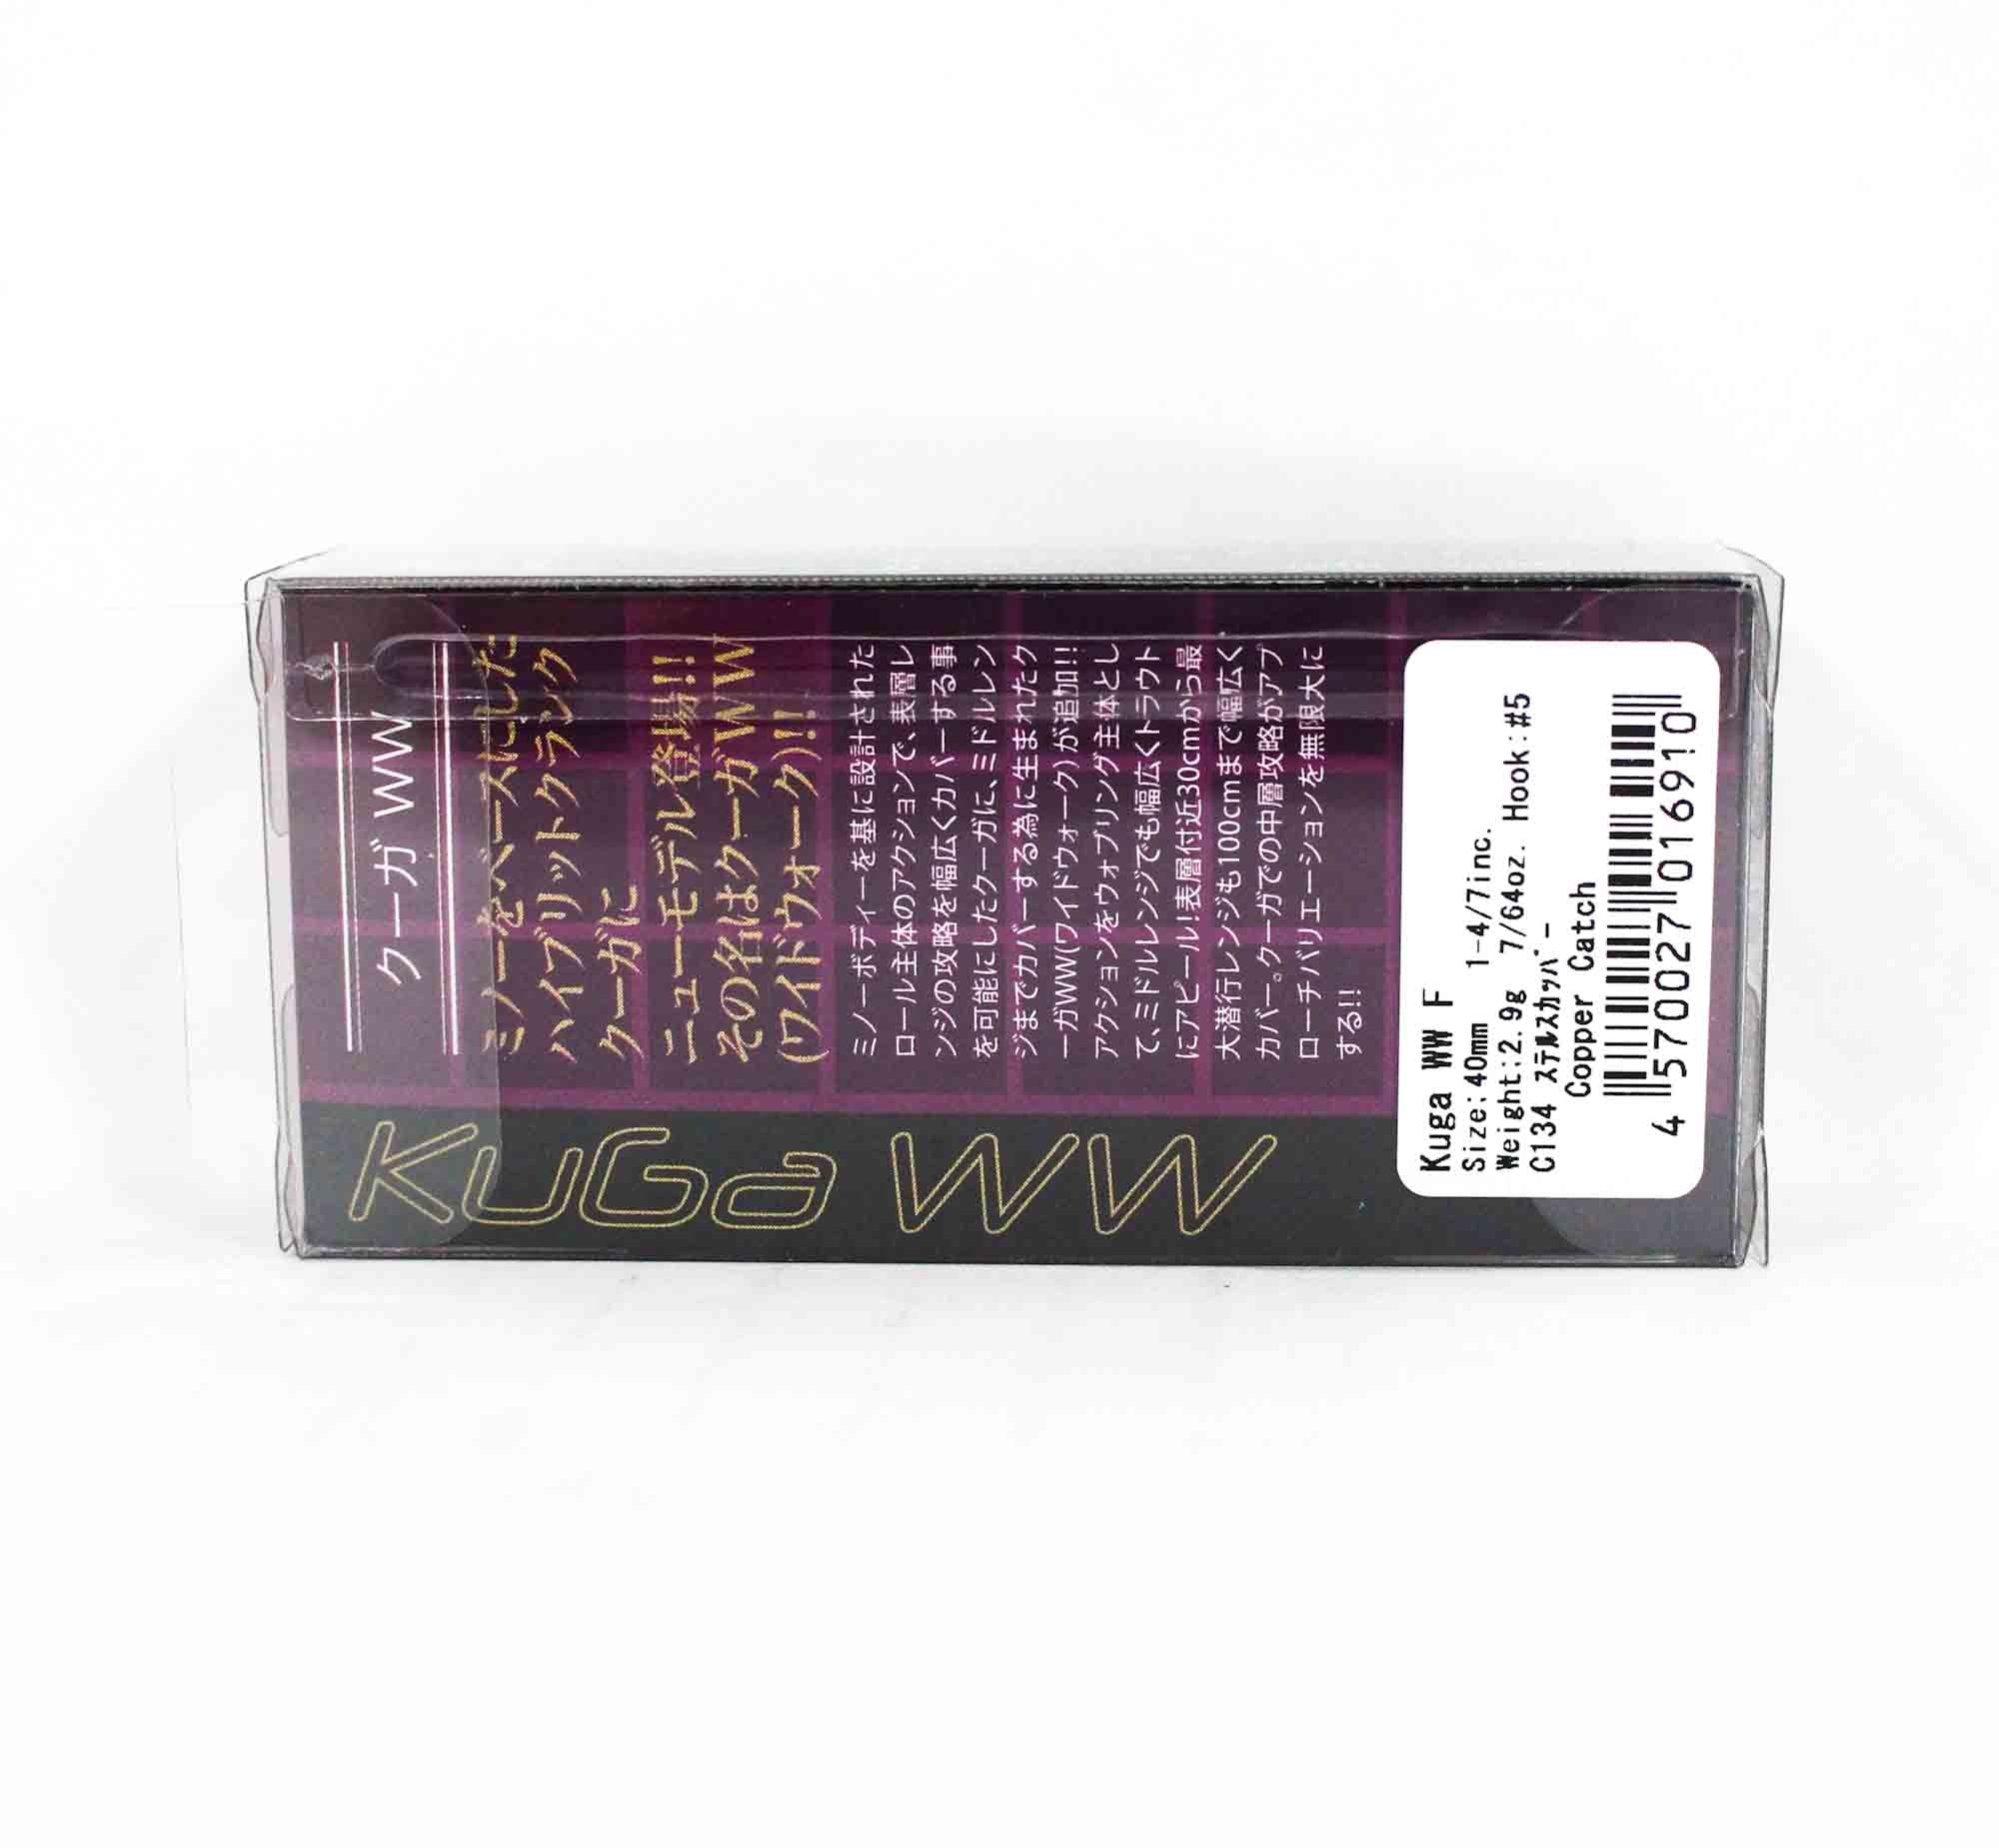 クーガ WW
ミノーをベースにした
ハイブリットクランク
クーガに
ニューモデル登場!!
その名はクーガWW
(ワイドウォーク)!!
ミノーボディーを基に設計された
ロール主体のアクションで、表層レ
ンジの攻略を幅広くカバーする事
を可能にしたクーガに、ミドルレン
ジまでカバーする為に生まれたク
ーガWW(ワイドウォーク)が追加!!
アクションをウォブリング主体とし
て、ミドルレンジでも幅広くトラウト
にアピール!表層付近30cmから最
大潜行レンジも100cmまで幅広く
カバー。クーガでの中層攻略がアプ
ローチバリエーションを無限大に
する!!
KuGa WW
Kuga WW F
Size:40mm 1-4/7inc.
Weight:2.9g 7/64oz. Hook:#5
C134 ステルスカッパー
Copper Catch
4 570027 016910